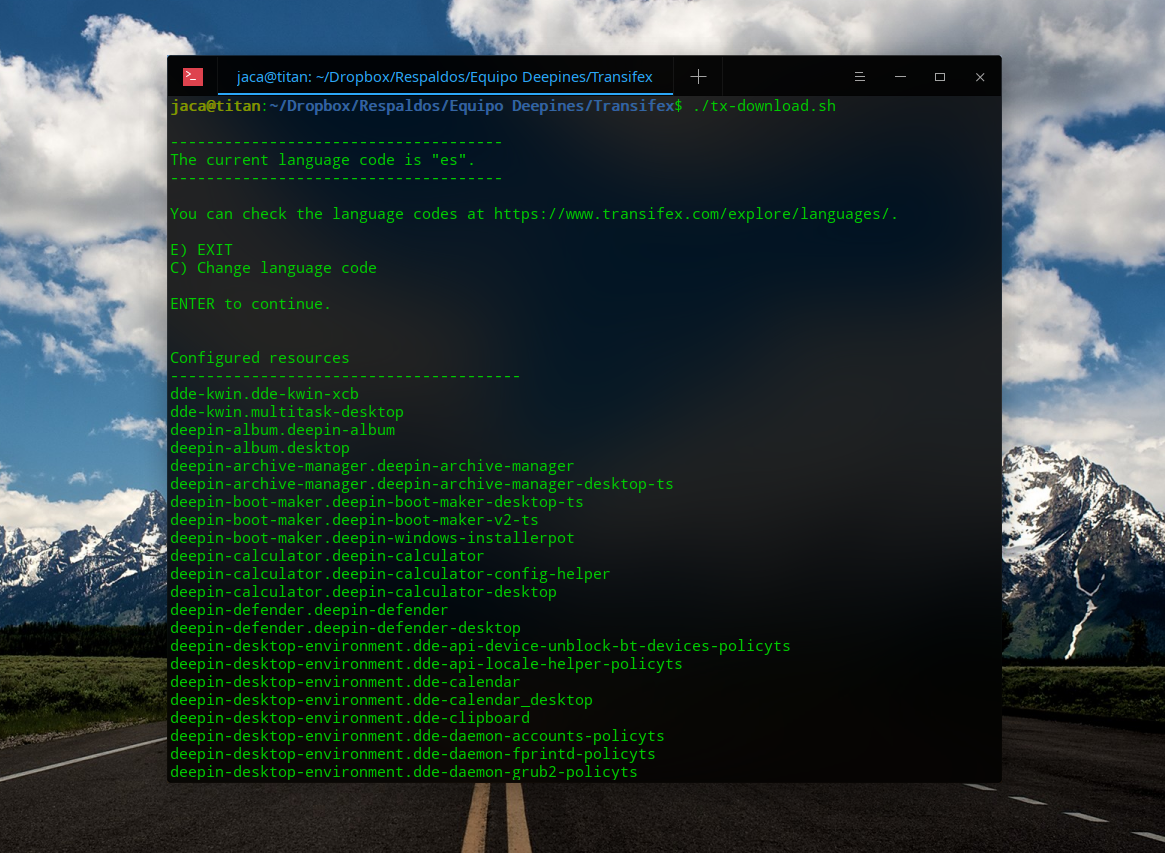 jaca@titan: ~/Dropbox/Respaldos/Equipo Deepines/Transifex
jaca@titan:~/Dropbox/Respaldos/Equipo Deepines/Transifex$ ./tx-download.sh
-------------------------------------
The current language code is "es".
-------------------------------------
You can check the language codes at https://www.transifex.com/explore/languages/.
E) EXIT
C) Change language code
ENTER to continue.
Configured resources
---------------------------------------
dde-kwin.dde-kwin-xcb
dde-kwin.multitask-desktop
deepin-album.deepin-album
deepin-album.desktop
deepin-archive-manager.deepin-archive-manager
deepin-archive-manager.deepin-archive-manager-desktop-ts
deepin-boot-maker.deepin-boot-maker-desktop-ts
deepin-boot-maker.deepin-boot-maker-v2-ts
deepin-boot-maker.deepin-windows-installerpot
deepin-calculator.deepin-calculator
deepin-calculator.deepin-calculator-config-helper
deepin-calculator.deepin-calculator-desktop
deepin-defender.deepin-defender
deepin-defender.deepin-defender-desktop
deepin-desktop-environment.dde-api-device-unblock-bt-devices-policyts
deepin-desktop-environment.dde-api-locale-helper-policyts
deepin-desktop-environment.dde-calendar
deepin-desktop-environment.dde-calendar_desktop
deepin-desktop-environment.dde-clipboard
deepin-desktop-environment.dde-daemon-accounts-policyts
deepin-desktop-environment.dde-daemon-fprintd-policyts
deepin-desktop-environment.dde-daemon-grub2-policyts